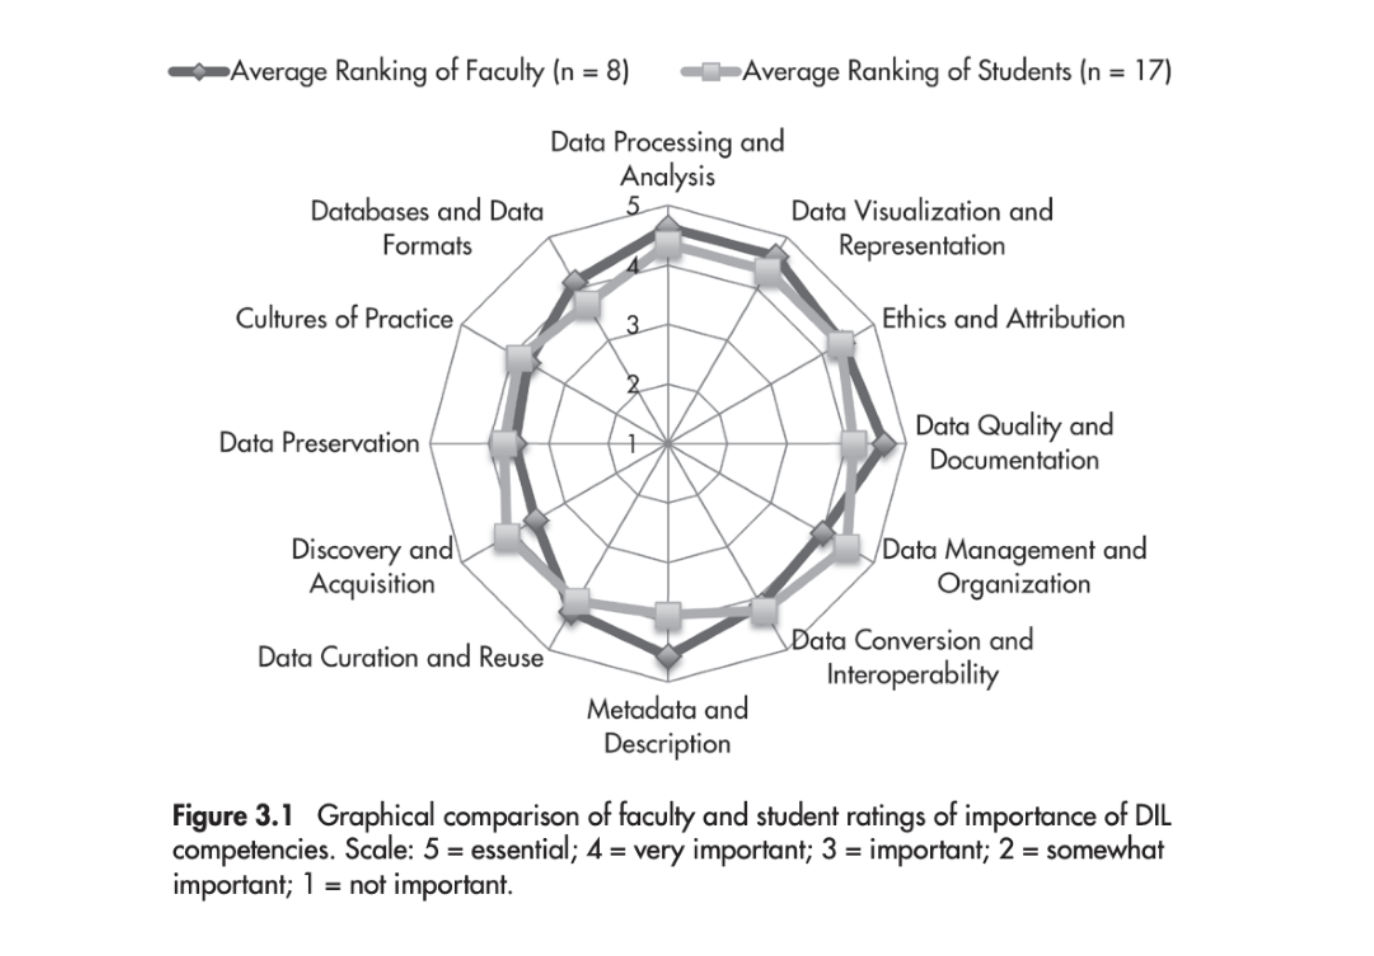 Average Ranking of Faculty (n = 8)
Average Ranking of Students (n = 17)
Data Processing and
Analysis
Databases and Data
Formats
Data Visualization and
Representation
Cultures of Practice
Ethics and Attribution
5
4
3
2
1
Data Preservation
Data Quality and
Documentation
Discovery and
Acquisition
Data Management and
Organization
Data Curation and Reuse
Data Conversion and
Interoperability
Metadata and
Description
Figure 3.1 Graphical comparison of faculty and student ratings of importance of DIL
competencies. Scale: 5 = essential; 4 = very important; 3 = important; 2 = somewhat
important; 1 = not important.